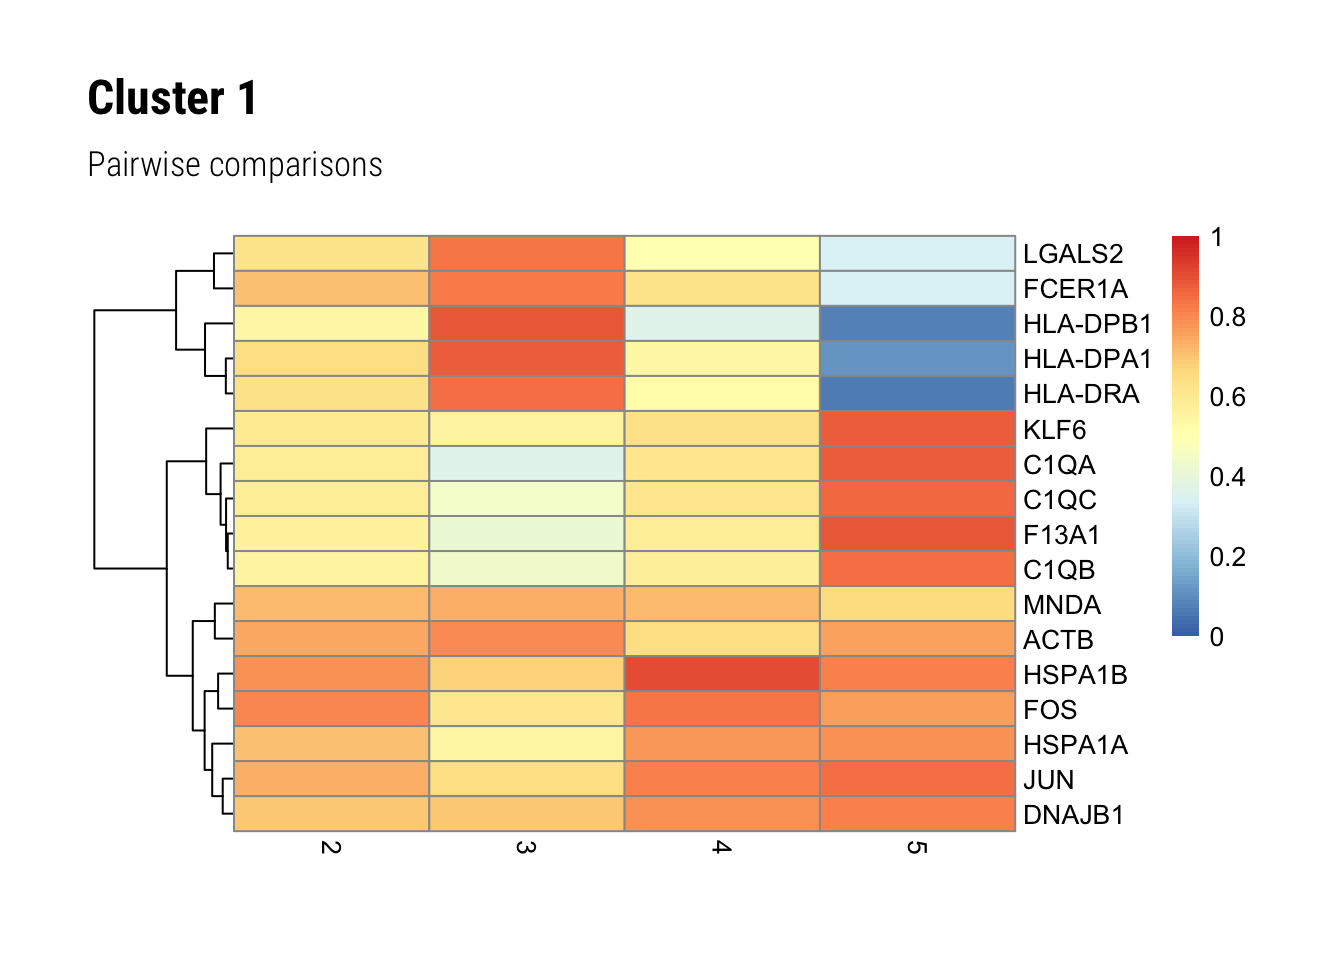 Cluster 1
Pairwise comparisons
LGALS2
FCER1A
HLA-DPB1
HLA-DPA1
HLA-DRA
KLF6
C1QA
C1QC
F13A1
C1QB
MNDA
ACTB
HSPA1B
FOS
HSPA1A
JUN
DNAJB1
1
0.8
0.6
0.4
0.2
0
2
3
4
5